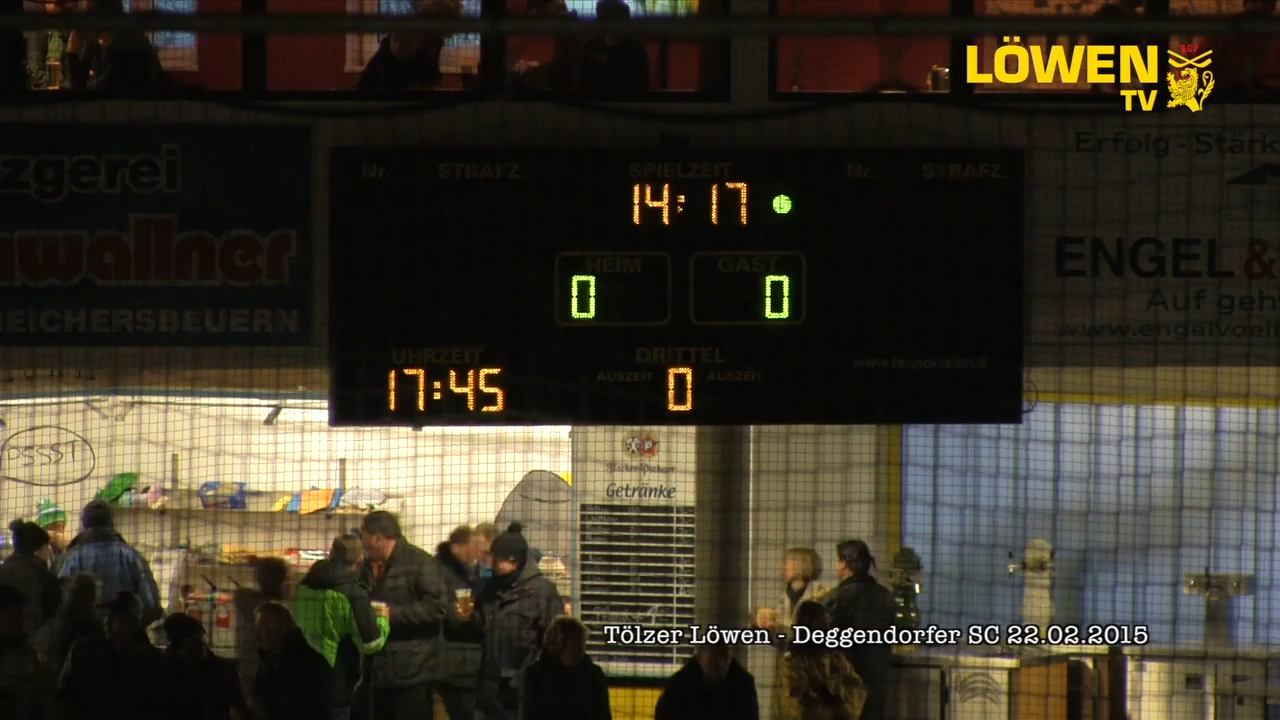 LÖWEN
TV
zgerei
wallner
REICHERSBEUERN
Erfolg - Stärk
ENGEL &
Auf geh
www.engelvoell
Nr. STRAFZ. SPIELZEIT Nr. STRAFZ.
14:17
HEIM GAST
0 0
UHRZEIT DRITTEL
AUSZEIT AUSZEIT
17:45 0
PSSST
Getränke
Tölzer Löwen - Deggendorfer SC 22.02.2015